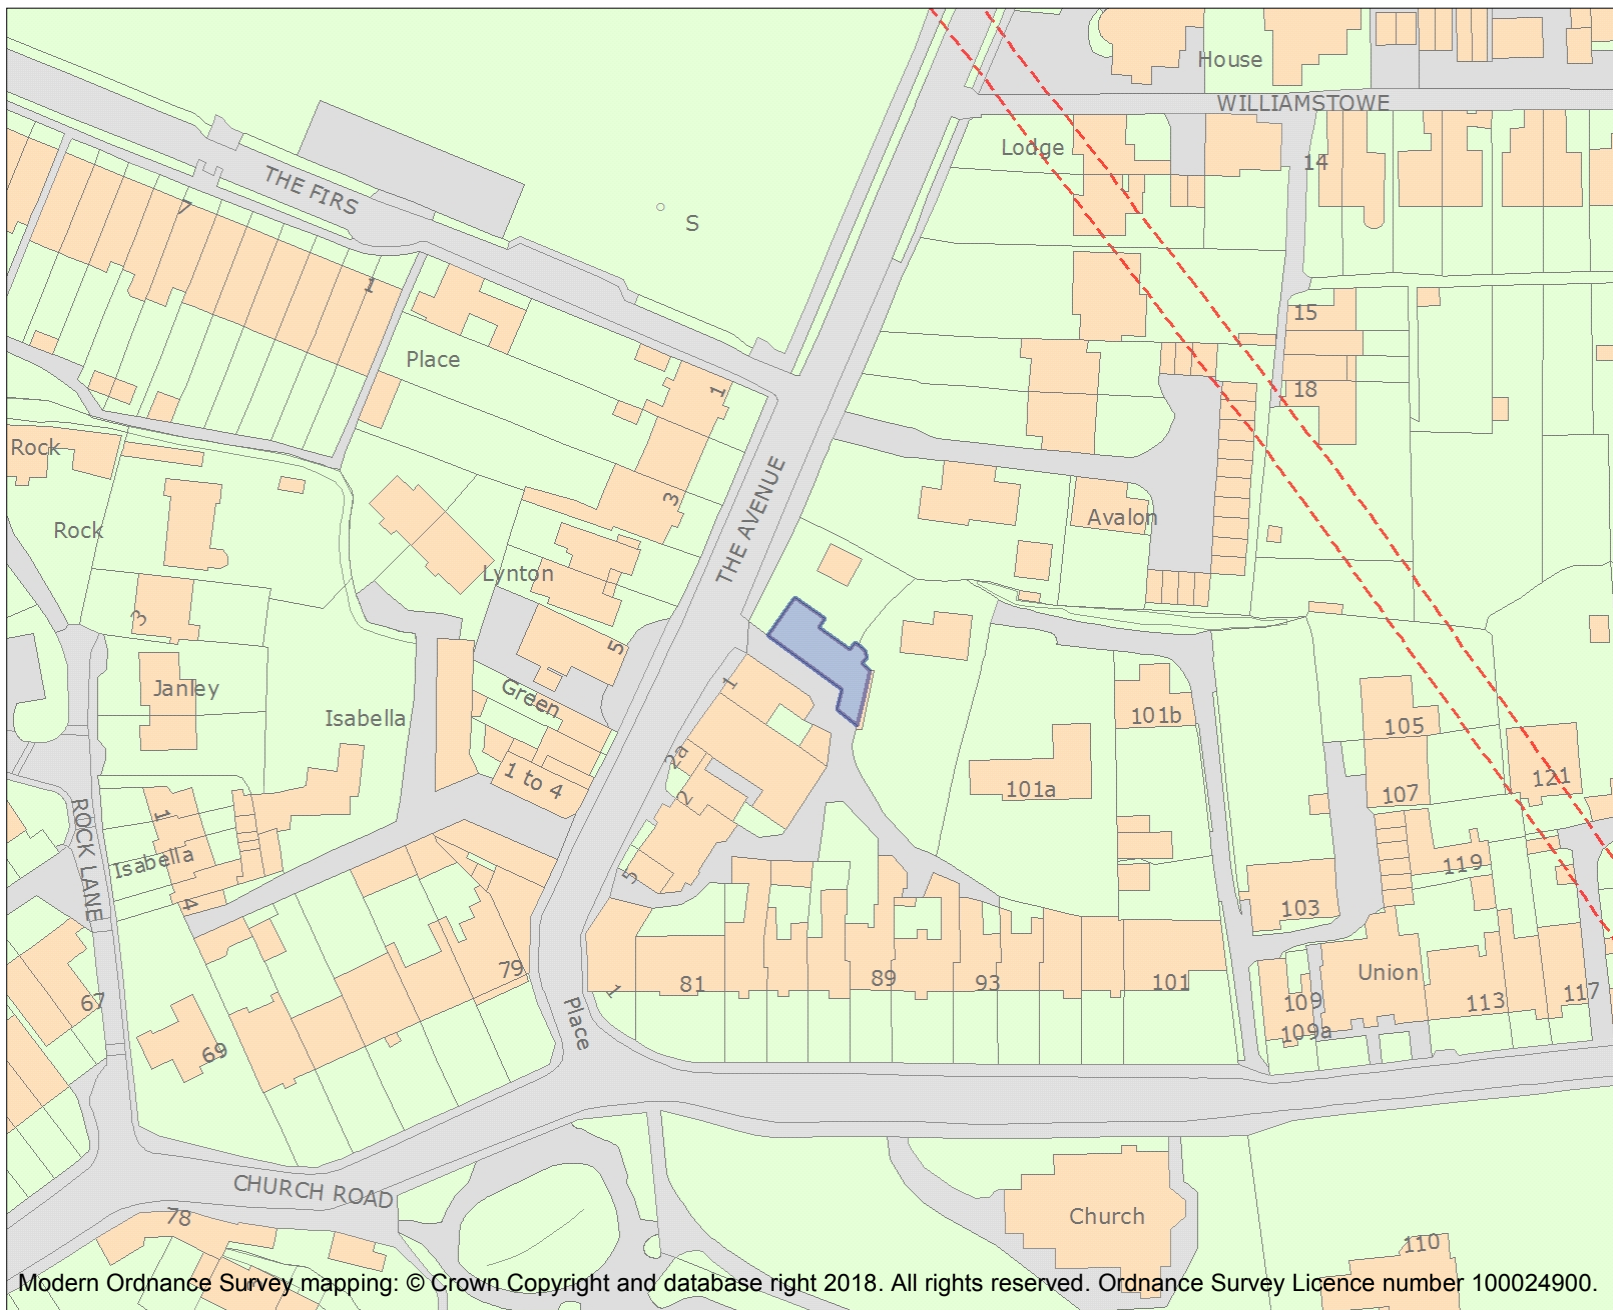 House
WILLIAMSTOWE
Lodge
14
THE FIRS
7
S
1
15
Place
18
1
Rock
3
THE AVENUE
Rock
Avalon
Lynton
3
5
Janley
1
Green
Isabella
101b
105
2a
1 to 4
101a
107
121
2
1
ROCK LANE
Isabella
119
5
4
103
79
81
89
93
101
Union
1
67
109
113
117
Place
109a
69
CHURCH ROAD
78
Church
110
Modern Ordnance Survey mapping: © Crown Copyright and database right 2018. All rights reserved. Ordnance Survey Licence number 100024900.